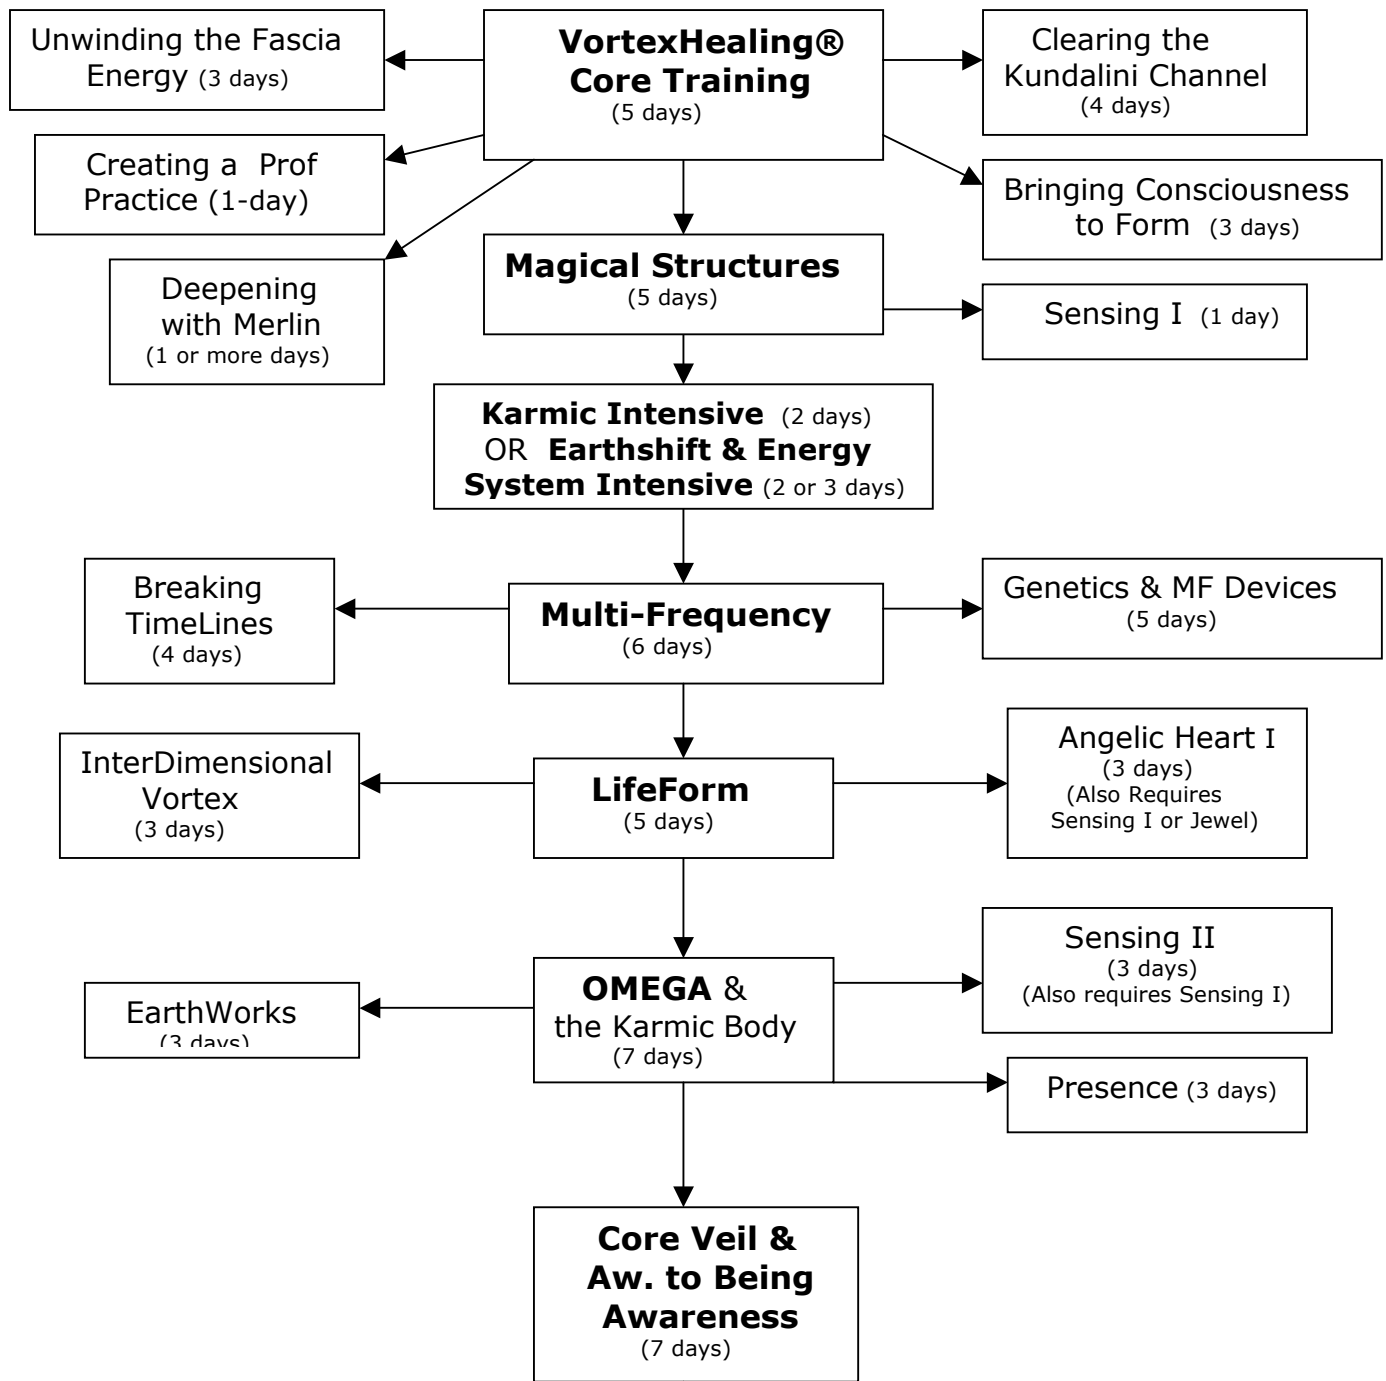 Unwinding the Fascia
Energy (3 days)
VortexHealing®
Core Training
(5 days)
Clearing the
Kundalini Channel
(4 days)
Creating a Prof
Practice (1-day)
Bringing Consciousness
to Form (3 days)
Deepening
with Merlin
(1 or more days)
Magical Structures
(5 days)
Sensing I (1 day)
Karmic Intensive (2 days)
OR Earthshift & Energy
System Intensive (2 or 3 days)
Breaking
TimeLines
(4 days)
Multi-Frequency
(6 days)
Genetics & MF Devices
(5 days)
InterDimensional
Vortex
(3 days)
LifeForm
(5 days)
Angelic Heart I
(3 days)
(Also Requires
Sensing I or Jewel)
EarthWorks
(3 days)
OMEGA &
the Karmic Body
(7 days)
Sensing II
(3 days)
(Also requires Sensing I)
Presence (3 days)
Core Veil &
Aw. to Being
Awareness
(7 days)